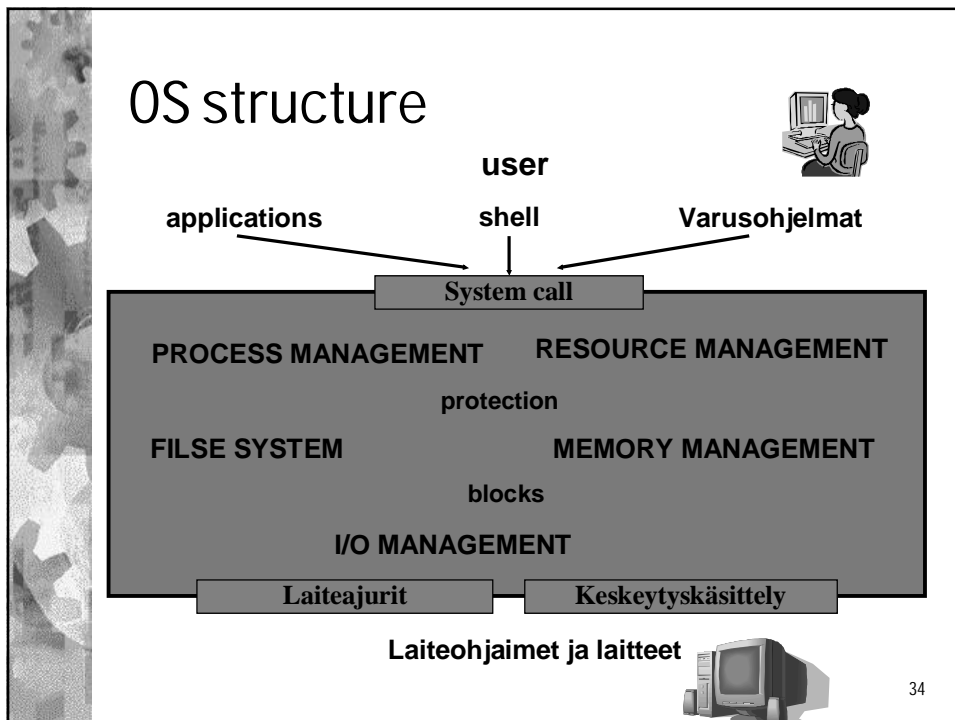 OS structure
user
applications shell Varusohjelmat
System call
PROCESS MANAGEMENT RESOURCE MANAGEMENT
protection
FILSE SYSTEM MEMORY MANAGEMENT
blocks
I/O MANAGEMENT
Laiteajurit Keskeytyskäsittely
Laiteohjaimet ja laitteet
34